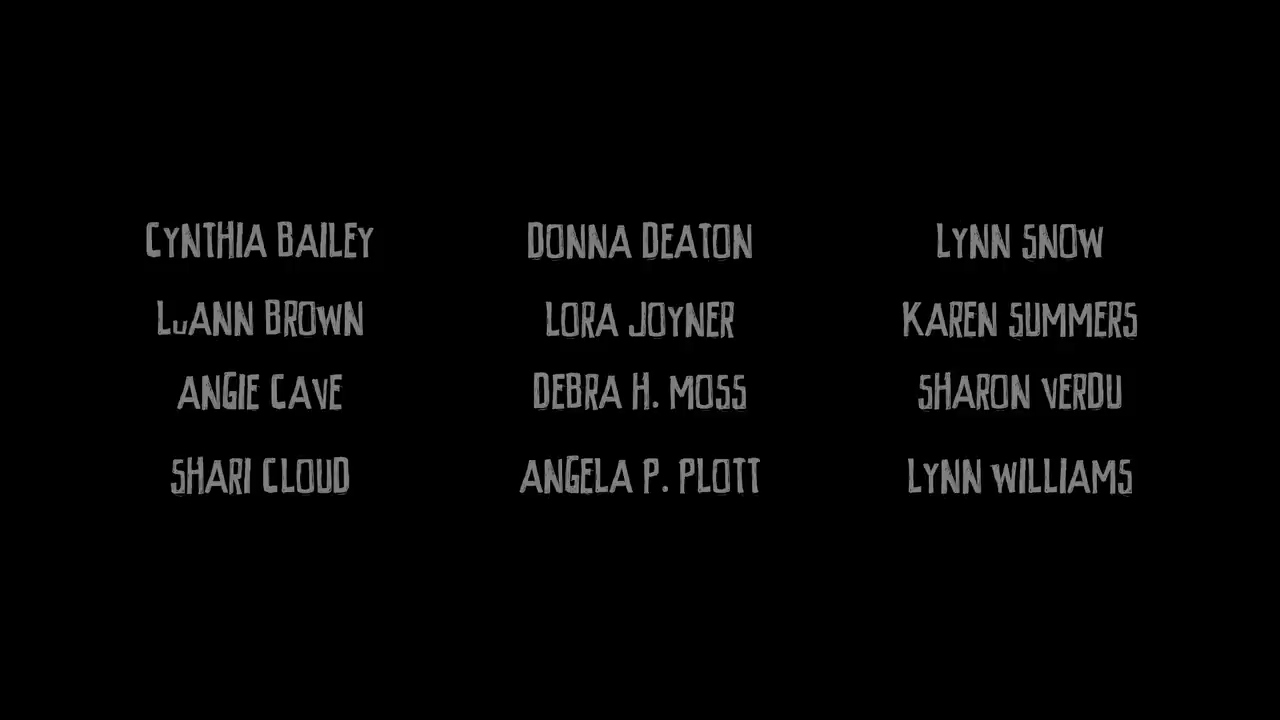 CYNTHIA BAILEY
LuANN BROWN
ANGIE CAVE
SHARI CLOUD
DONNA DEATON
LORA JOYNER
DEBRA H. MOSS
ANGELA P. PLOTT
LYNN SNOW
KAREN SUMMERS
SHARON VERDU
LYNN WILLIAMS